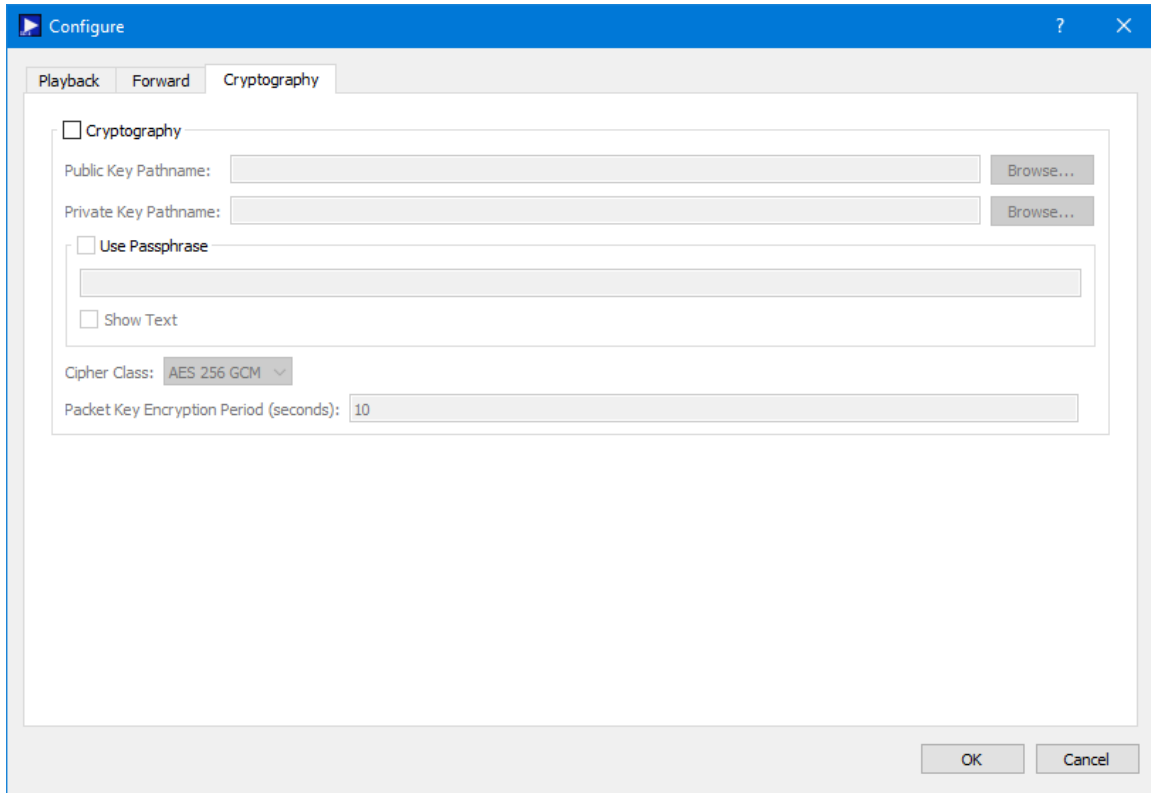 Configure
Playback Forward Cryptography
Cryptography
Public Key Pathname: Browse...
Private Key Pathname: Browse...
Use Passphrase
Show Text
Cipher Class: AES 256 GCM
Packet Key Encryption Period (seconds): 10
OK Cancel